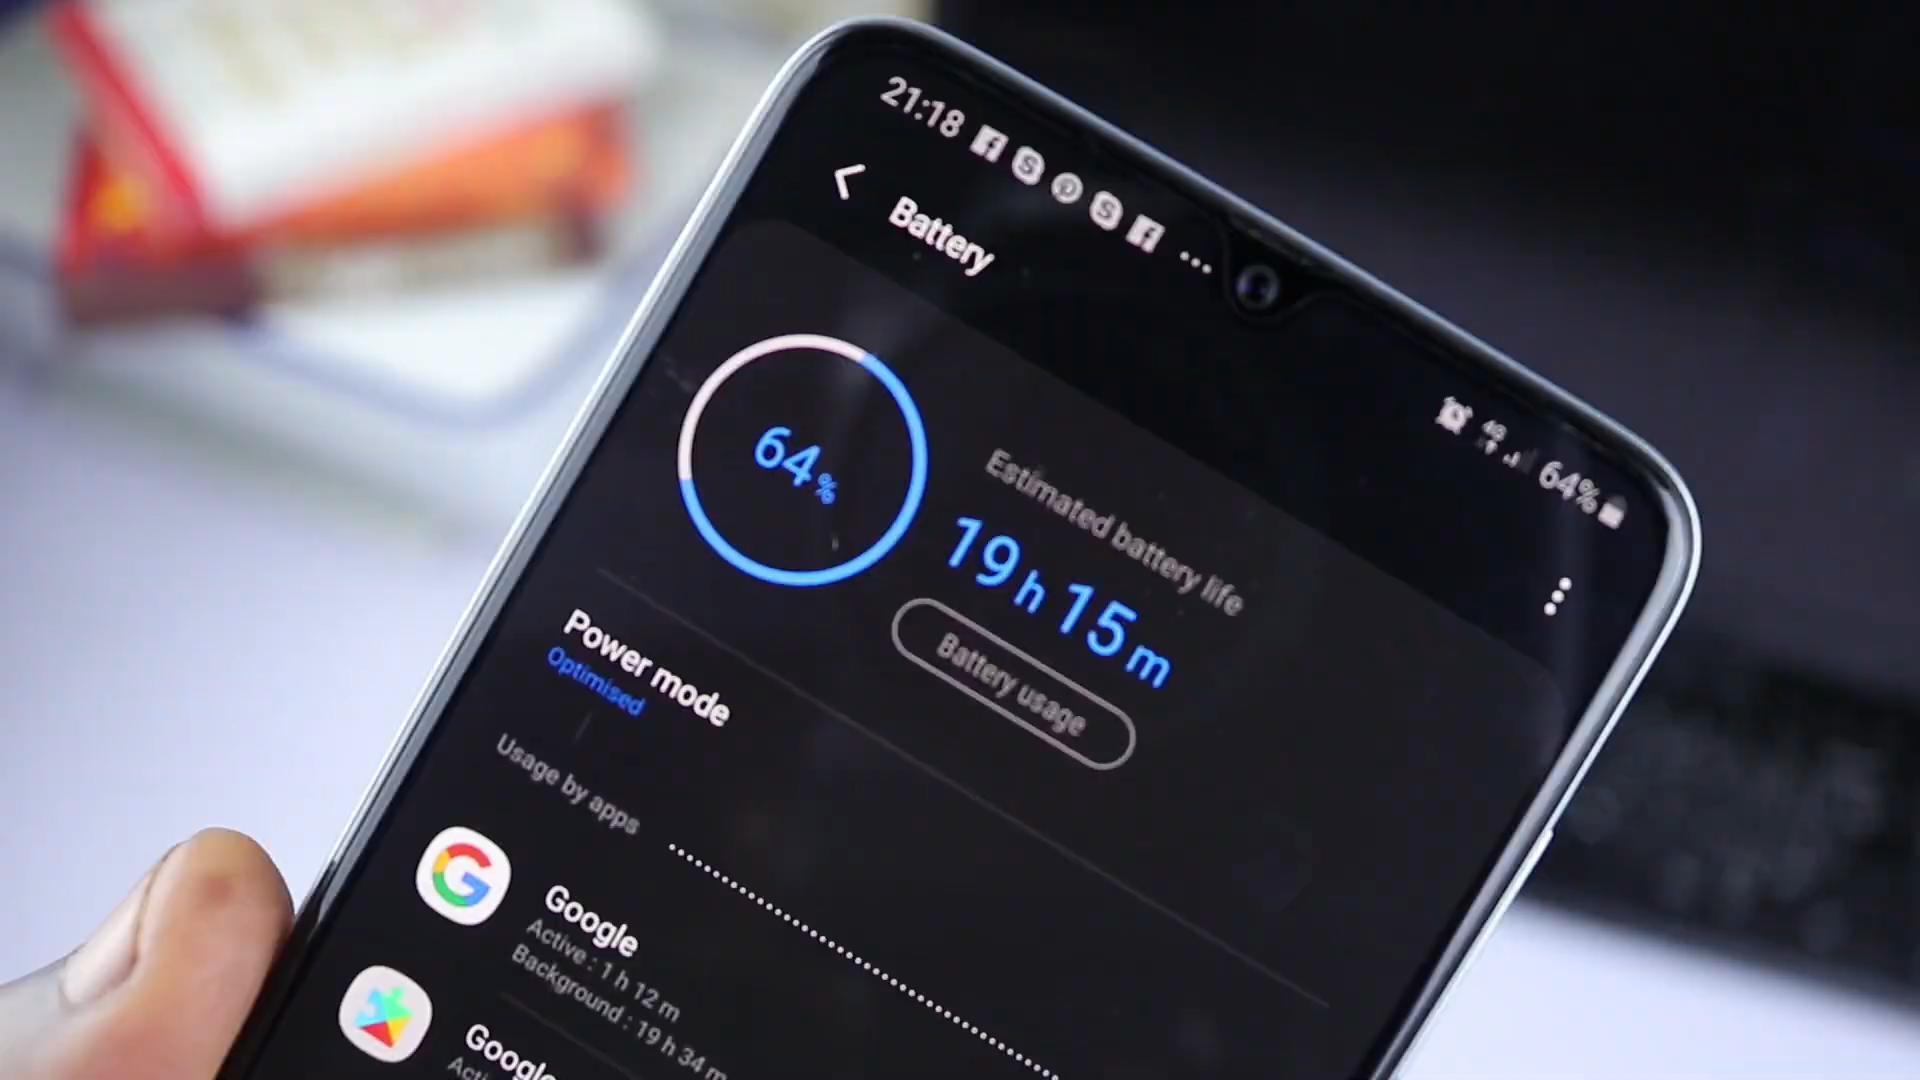 21:18
4G 64%
Battery
64%
Estimated battery life
19 h 15 m
Battery usage
Power mode
Optimised
Usage by apps
Google
Active : 1 h 12 m
Background : 19 h 34 m
Google